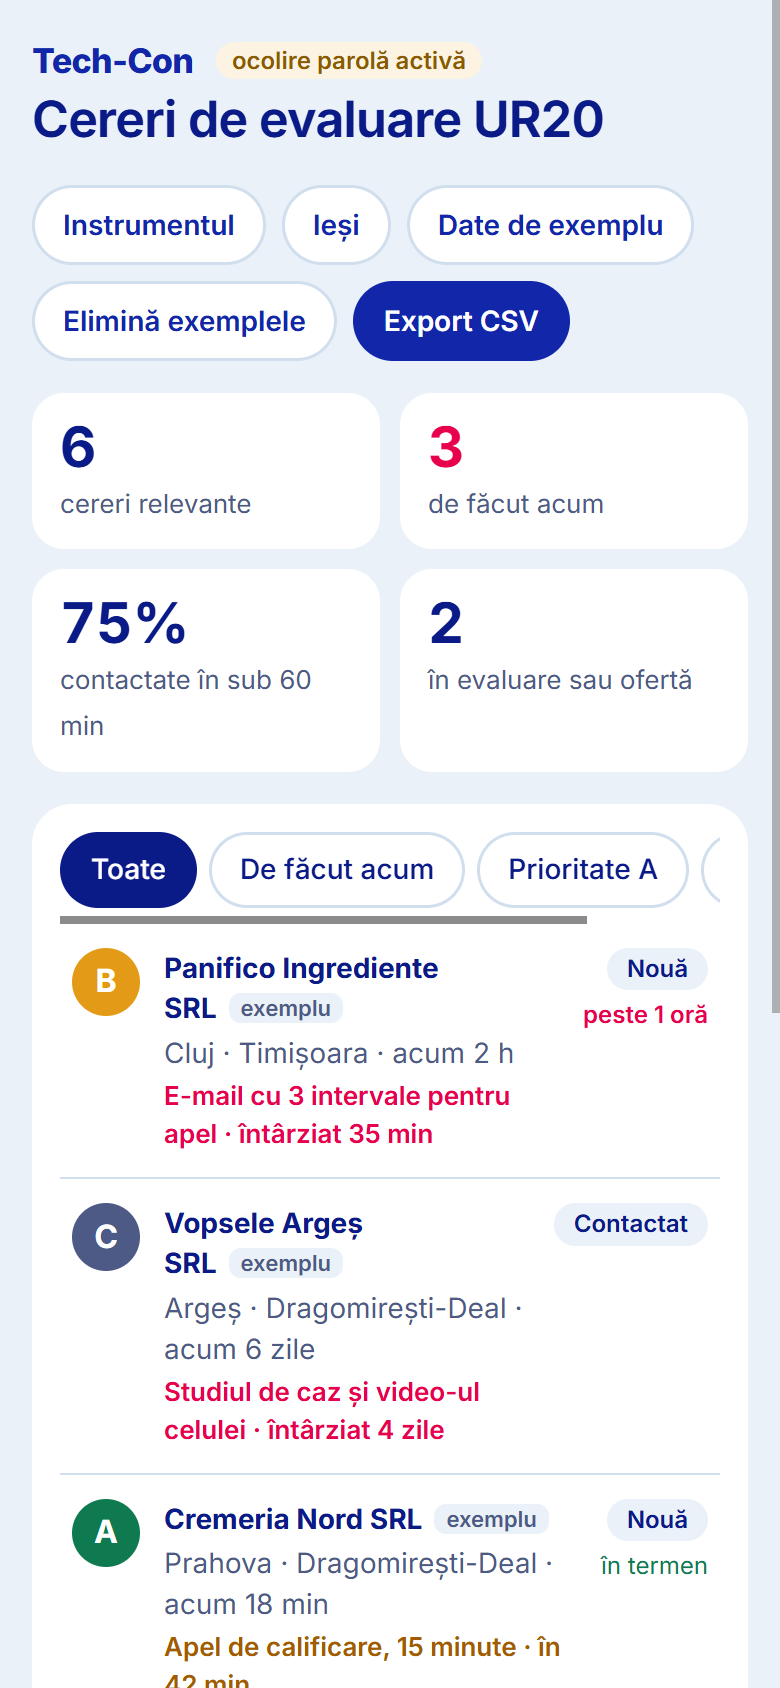 Tech-Con ocolire parolă activă
Cereri de evaluare UR20
Instrumentul Ieși Date de exemplu
Elimină exemplele Export CSV
6
cereri relevante
3
de făcut acum
75%
contactate în sub 60
min
2
în evaluare sau ofertă
Toate De făcut acum Prioritate A
B
Panifico Ingrediente
SRL exemplu
Cluj · Timișoara · acum 2 h
E-mail cu 3 intervale pentru
apel · întârziat 35 min
Nouă
peste 1 oră
C
Vopsele Argeș
SRL exemplu
Argeș · Dragomirești-Deal ·
acum 6 zile
Studiul de caz și video-ul
celulei · întârziat 4 zile
Contactat
A
Cremeria Nord SRL exemplu
Prahova · Dragomirești-Deal ·
acum 18 min
Apel de calificare, 15 minute · în
42 min
Nouă
în termen